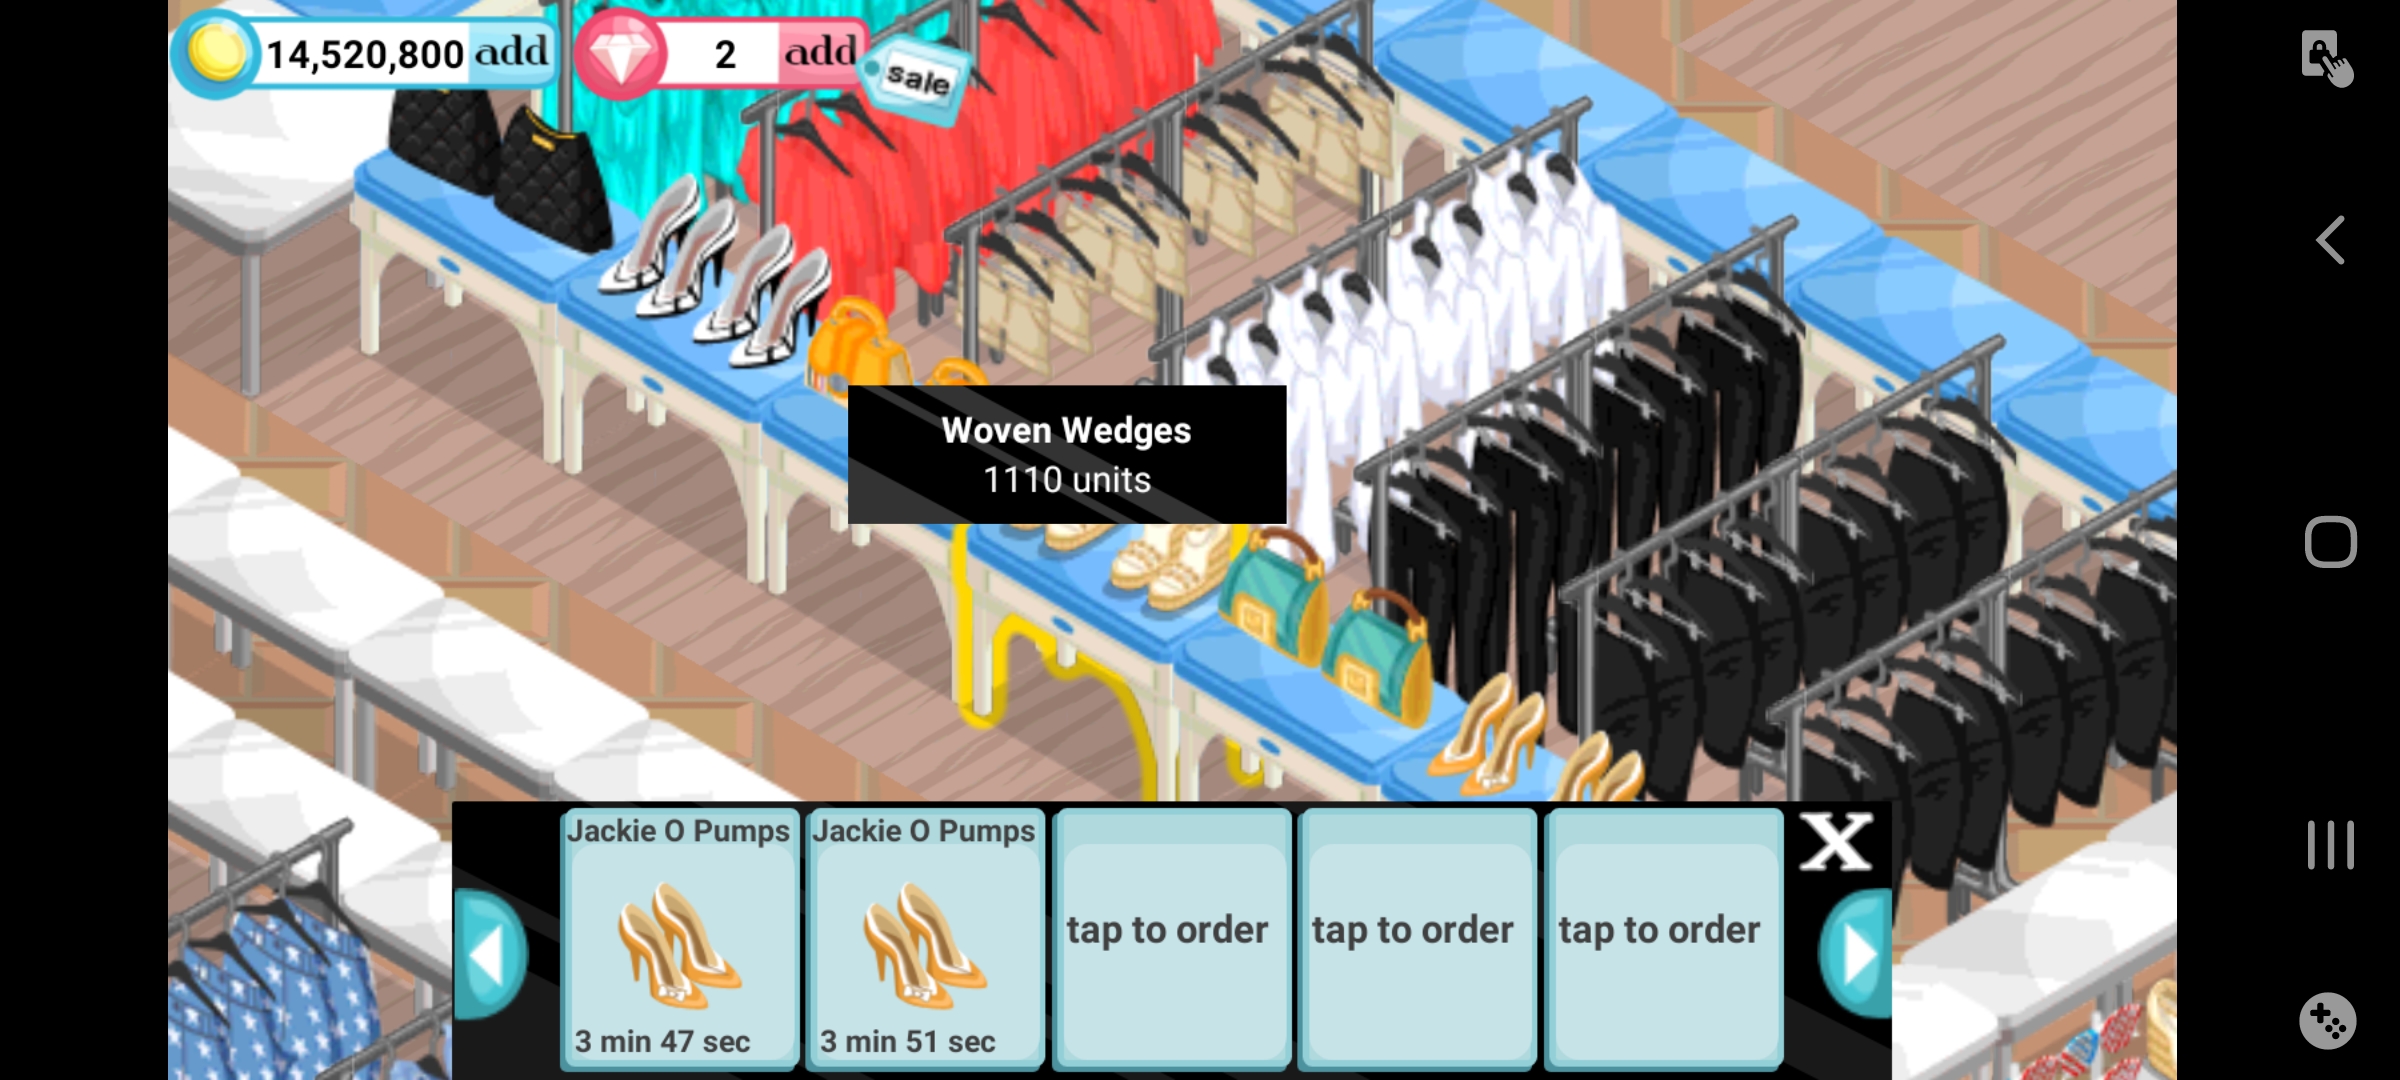 14,520,800 add
2 add
sale
Woven Wedges
1110 units
Jackie O Pumps
3 min 47 sec
Jackie O Pumps
3 min 51 sec
tap to order
tap to order
tap to order
X